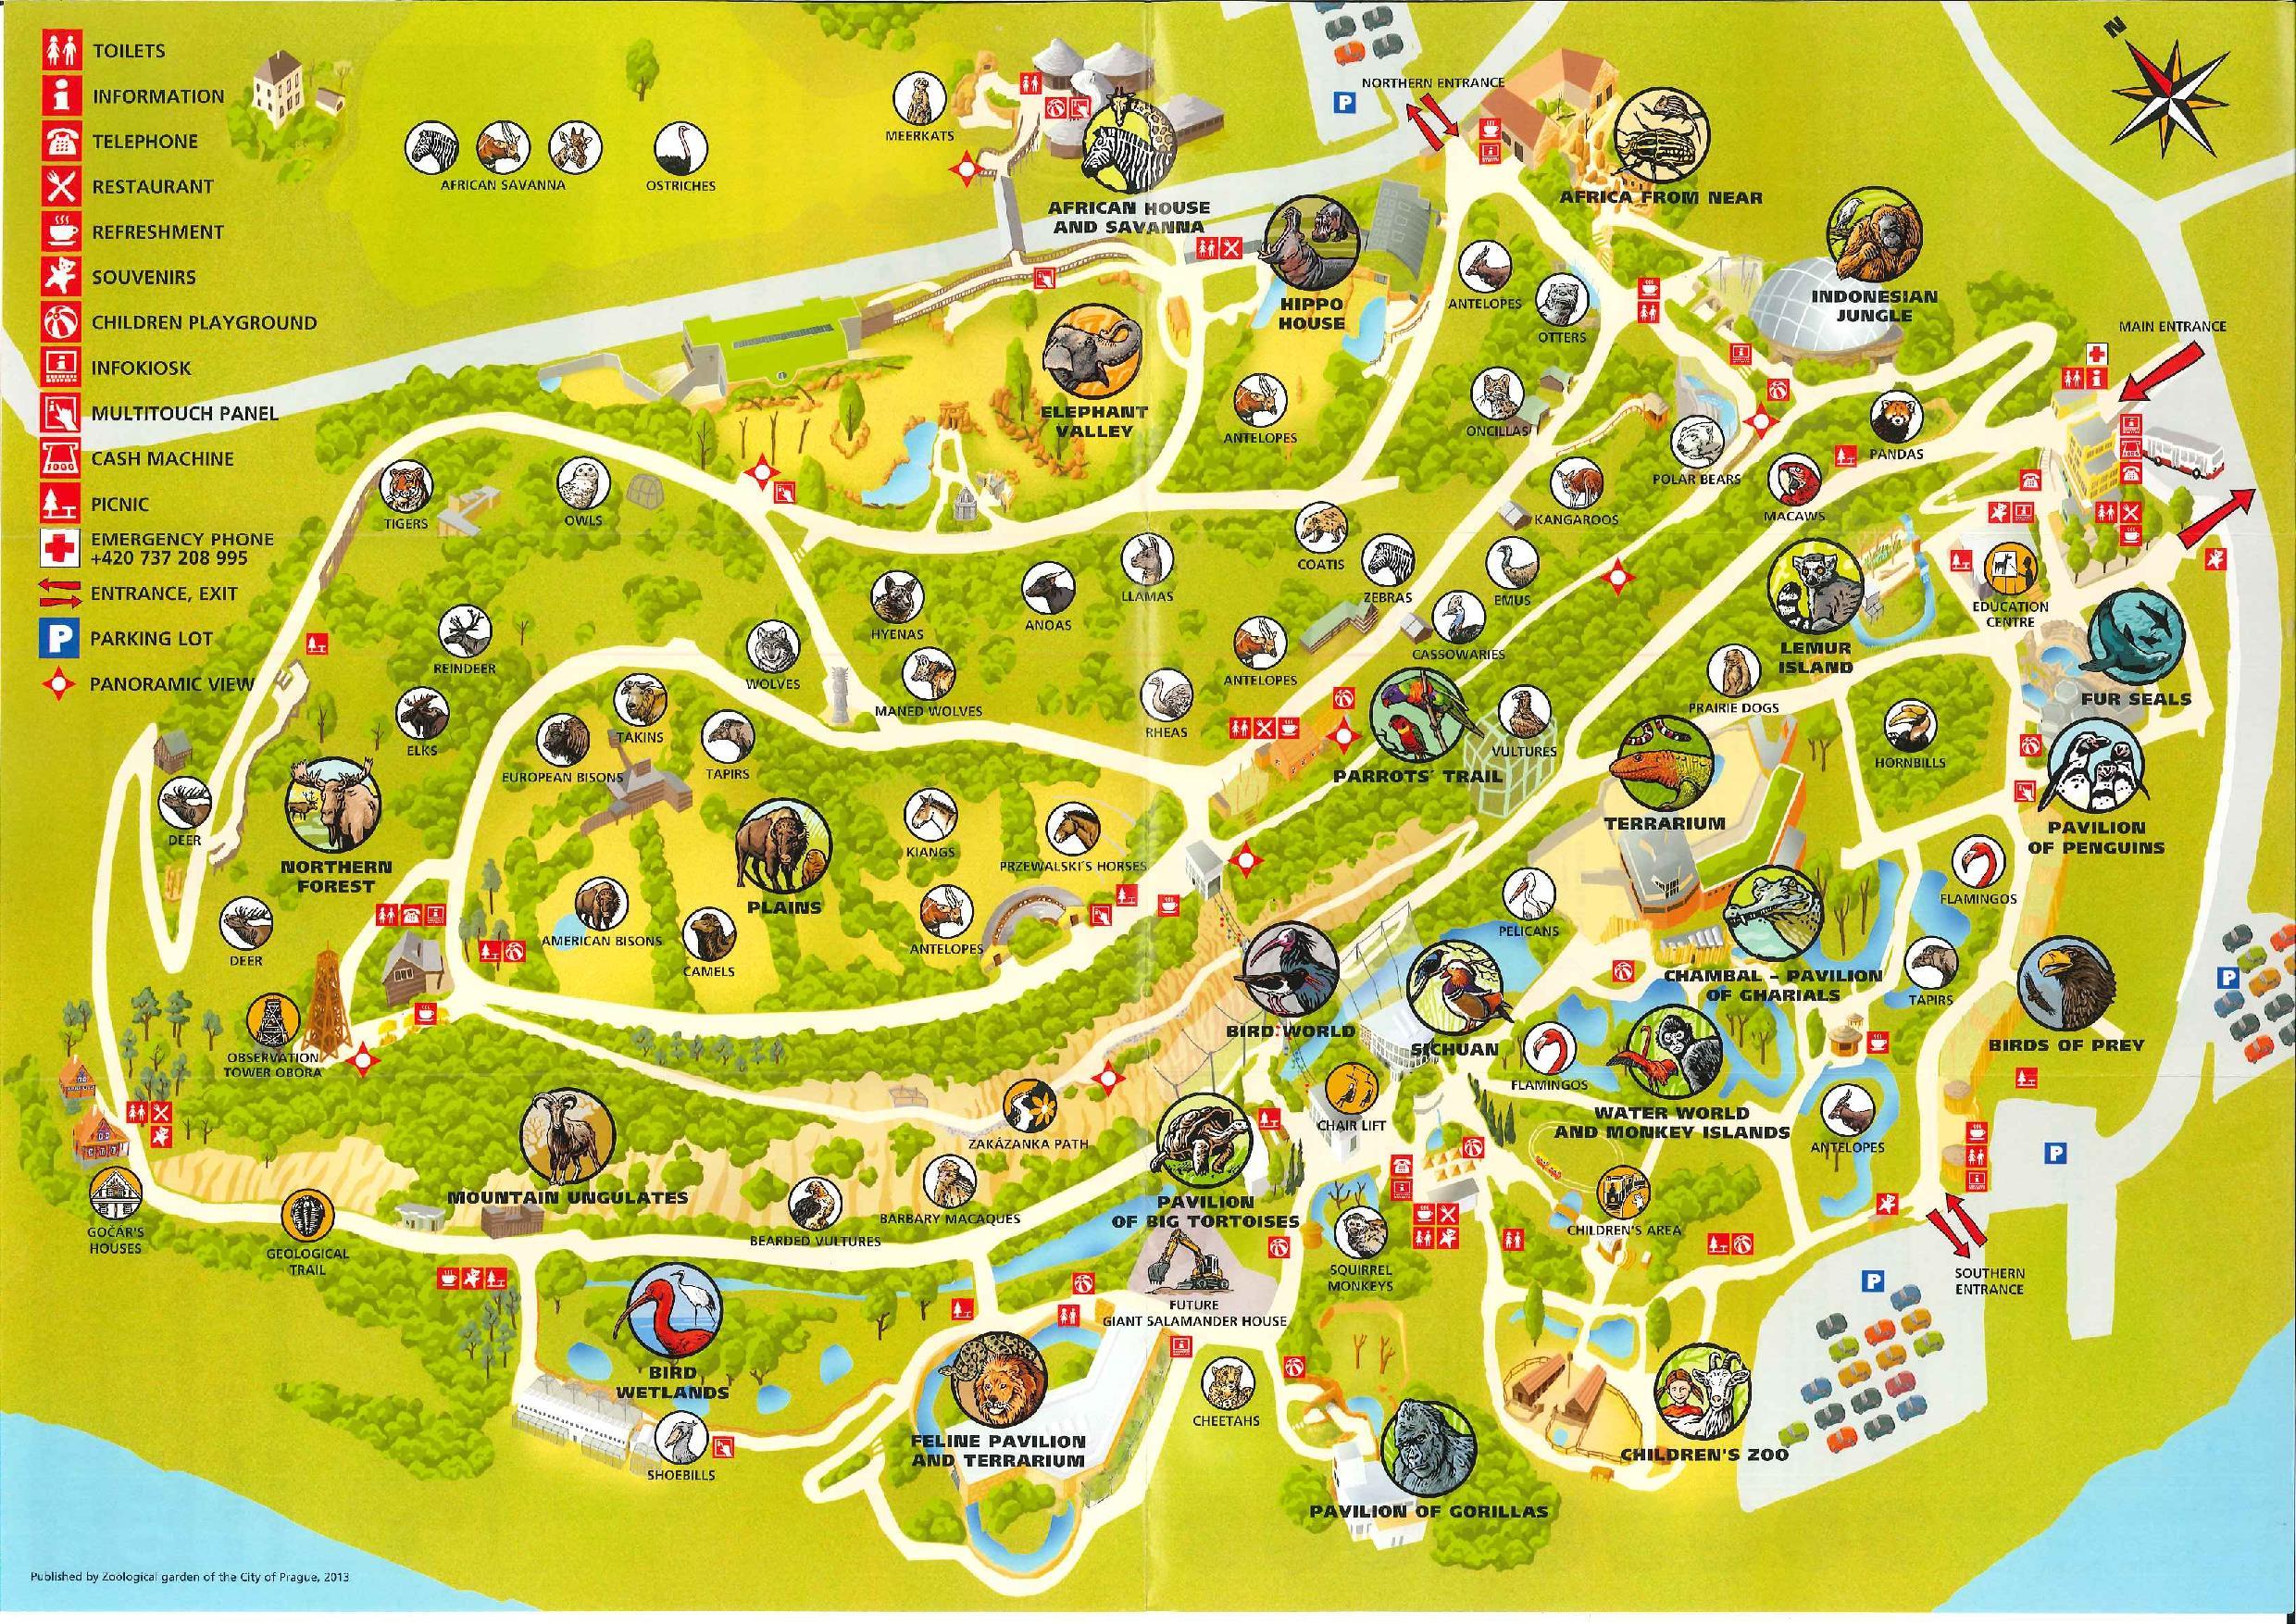 TOILETS
INFORMATION
TELEPHONE
RESTAURANT
REFRESHMENT
SOUVENIRS
CHILDREN PLAYGROUND
INFOKIOSK
MULTITOUCH PANEL
CASH MACHINE
PICNIC
EMERGENCY PHONE
+420 737 208 995
ENTRANCE, EXIT
P
PARKING LOT
PANORAMIC VIEW
N
NORTHERN ENTRANCE
P
MEERKATS
AFRICAN SAVANNA
OSTRICHES
AFRICAN HOUSE
AND SAVANNA
AFRICA FROM NEAR
HIPPO
HOUSE
ANTELOPES
OTTERS
INDONESIAN
JUNGLE
MAIN ENTRANCE
ELEPHANT
VALLEY
ANTELOPES
ONCILLAS
POLAR BEARS
PANDAS
MACAWS
KANGAROOS
TIGERS
OWLS
COATIS
ZEBRAS
EMUS
CASSOWARIES
LLAMAS
ANOAS
HYENAS
MANED WOLVES
WOLVES
REINDEER
ELKS
RHEAS
ANTELOPES
LEMUR
ISLAND
EDUCATION
CENTRE
FUR SEALS
PRAIRIE DOGS
HORNBILLS
PARROTS' TRAIL
VULTURES
TERRARIUM
PAVILION
OF PENGUINS
EUROPEAN BISONS
TAKINS
TAPIRS
KIANGS
PRZEWALSKI'S HORSES
PLAINS
AMERICAN BISONS
CAMELS
ANTELOPES
DEER
NORTHERN
FOREST
DEER
OBSERVATION
TOWER OBORA
PELICANS
FLAMINGOS
CHAMBAL – PAVILION
OF GHARIALS
TAPIRS
BIRDS OF PREY
P
BIRD WORLD
SICHUAN
FLAMINGOS
WATER WORLD
AND MONKEY ISLANDS
ANTELOPES
CHAIR LIFT
ZAKÁZANKA PATH
MOUNTAIN UNGULATES
BARBARY MACAQUES
BEARDED VULTURES
PAVILION
OF BIG TORTOISES
SQUIRREL
MONKEYS
CHILDREN'S AREA
P
P
SOUTHERN
ENTRANCE
GOČÁR'S
HOUSES
GEOLOGICAL
TRAIL
FUTURE
GIANT SALAMANDER HOUSE
BIRD
WETLANDS
SHOEBILLS
FELINE PAVILION
AND TERRARIUM
CHEETAHS
PAVILION OF GORILLAS
CHILDREN'S ZOO
Published by Zoological garden of the City of Prague, 2013